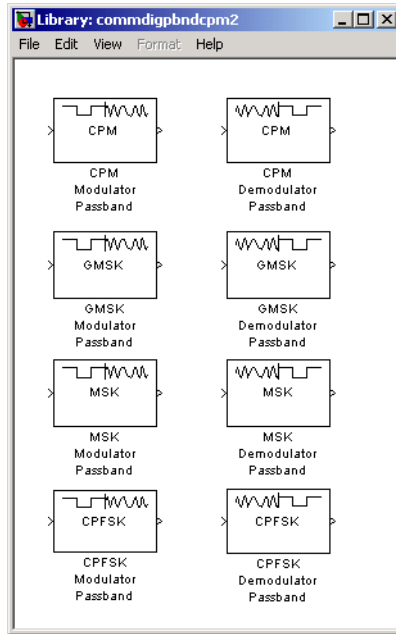 Library: commdigpbndcpm2
File Edit View Format Help
CPM CPM
CPM Modulator Passband
CPM Demodulator Passband
GMSK GMSK
GMSK Modulator Passband
GMSK Demodulator Passband
MSK MSK
MSK Modulator Passband
MSK Demodulator Passband
CPFSK CPFSK
CPFSK Modulator Passband
CPFSK Demodulator Passband